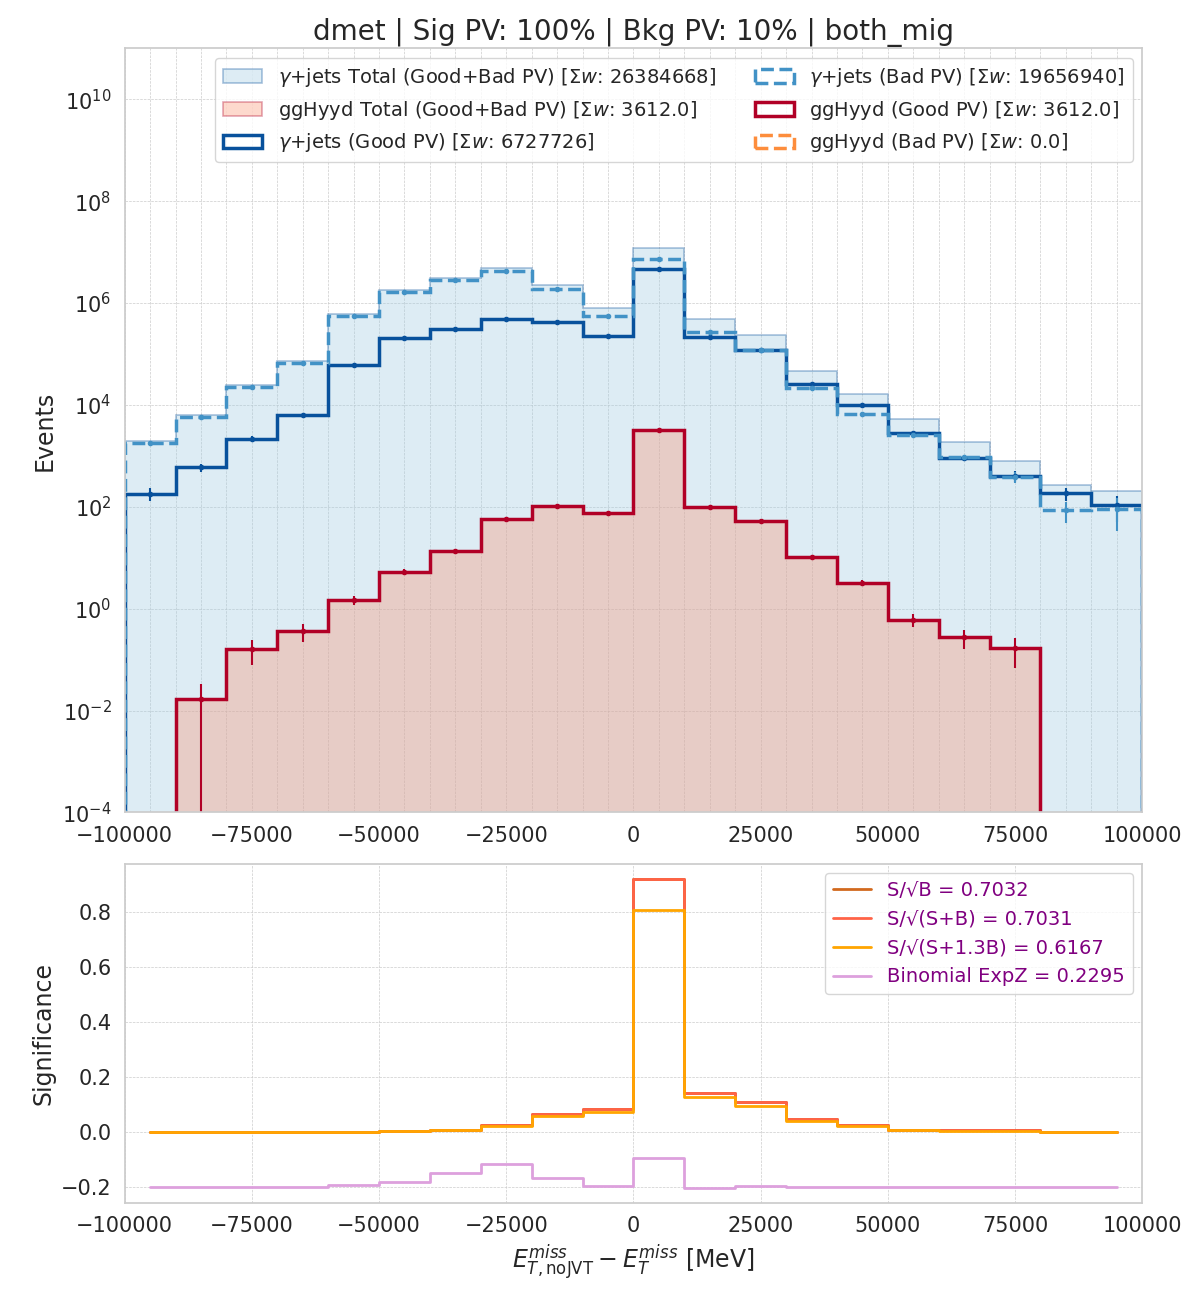 dmet | Sig PV: 100% | Bkg PV: 10% | both_mig
γ+jets Total (Good+Bad PV) [Σw: 26384668]
ggHyyd Total (Good+Bad PV) [Σw: 3612.0]
γ+jets (Good PV) [Σw: 6727726]
γ+jets (Bad PV) [Σw: 19656940]
ggHyyd (Good PV) [Σw: 3612.0]
ggHyyd (Bad PV) [Σw: 0.0]
Events
10^10
10^8
10^6
10^4
10^2
10^0
10^−2
10^−4
−100000 −75000 −50000 −25000 0 25000 50000 75000 100000
S/√B = 0.7032
S/√(S+B) = 0.7031
S/√(S+1.3B) = 0.6167
Binomial ExpZ = 0.2295
Significance
0.8
0.6
0.4
0.2
0.0
−0.2
−100000 −75000 −50000 −25000 0 25000 50000 75000 100000
E_{T,noJVT}^{miss} − E_T^{miss} [MeV]